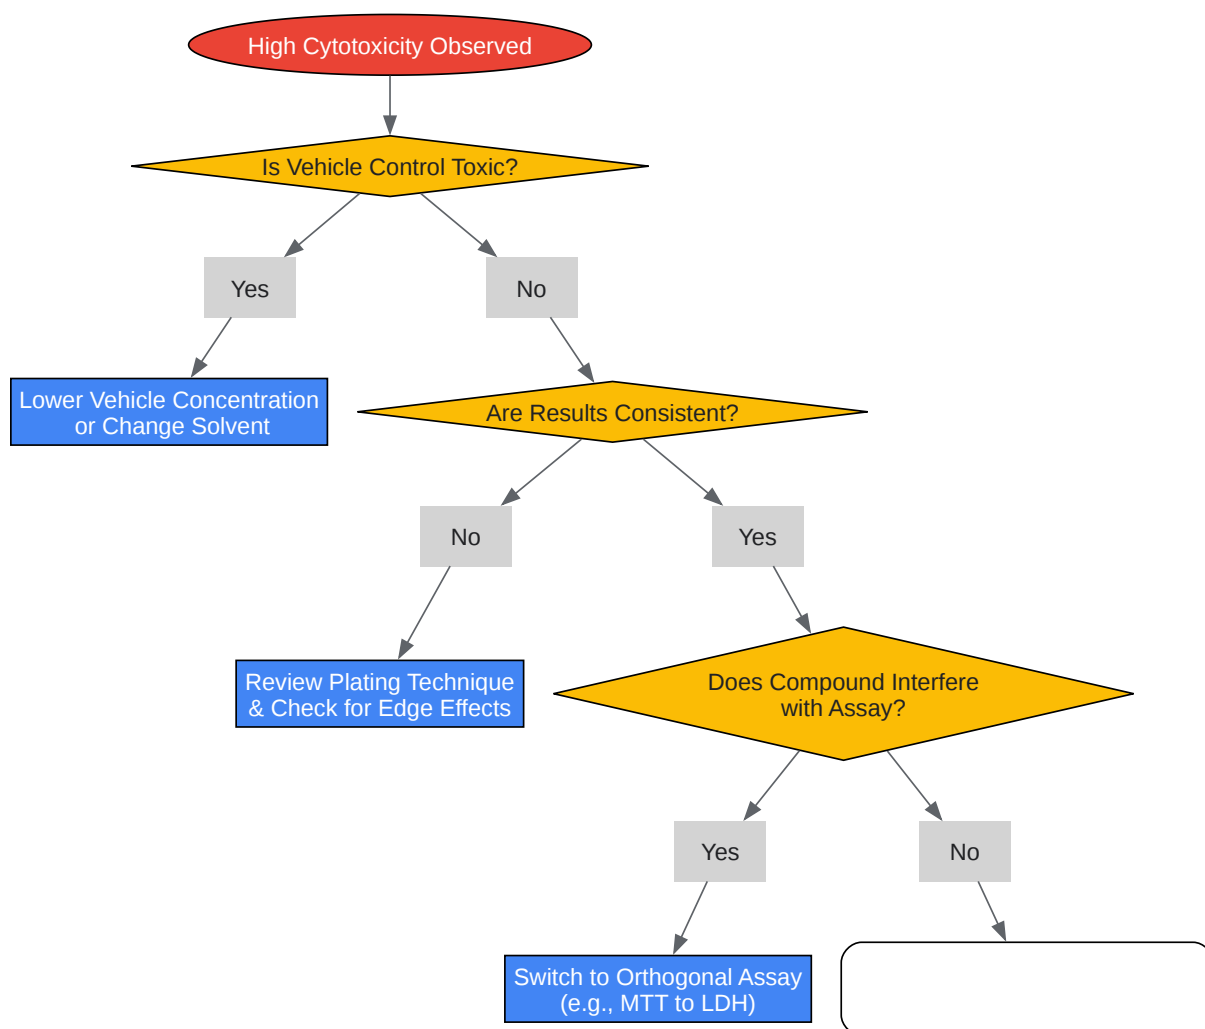 High Cytotoxicity Observed
Is Vehicle Control Toxic?
Yes
No
Lower Vehicle Concentration
or Change Solvent
Are Results Consistent?
No
Yes
Review Plating Technique
& Check for Edge Effects
Does Compound Interfere
with Assay?
Yes
No
Switch to Orthogonal Assay
(e.g., MTT to LDH)